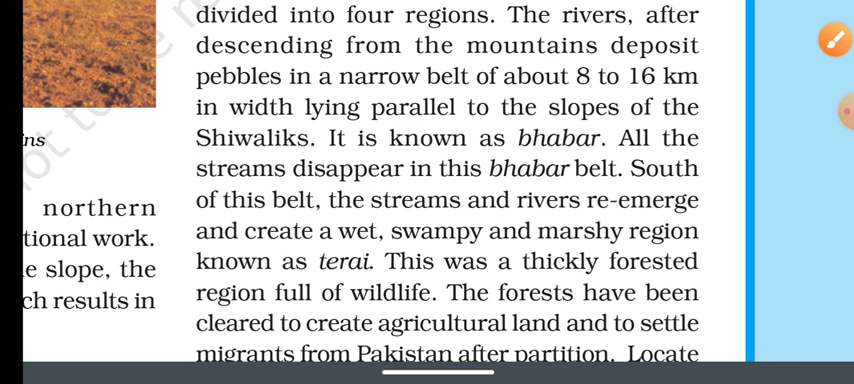 divided into four regions. The rivers, after
descending from the mountains deposit
pebbles in a narrow belt of about 8 to 16 km
in width lying parallel to the slopes of the
Shiwaliks. It is known as bhabar. All the
streams disappear in this bhabar belt. South
of this belt, the streams and rivers re-emerge
and create a wet, swampy and marshy region
known as terai. This was a thickly forested
region full of wildlife. The forests have been
cleared to create agricultural land and to settle
migrants from Pakistan after partition. Locate
ns
northern
tional work.
e slope, the
ch results in
not to be re